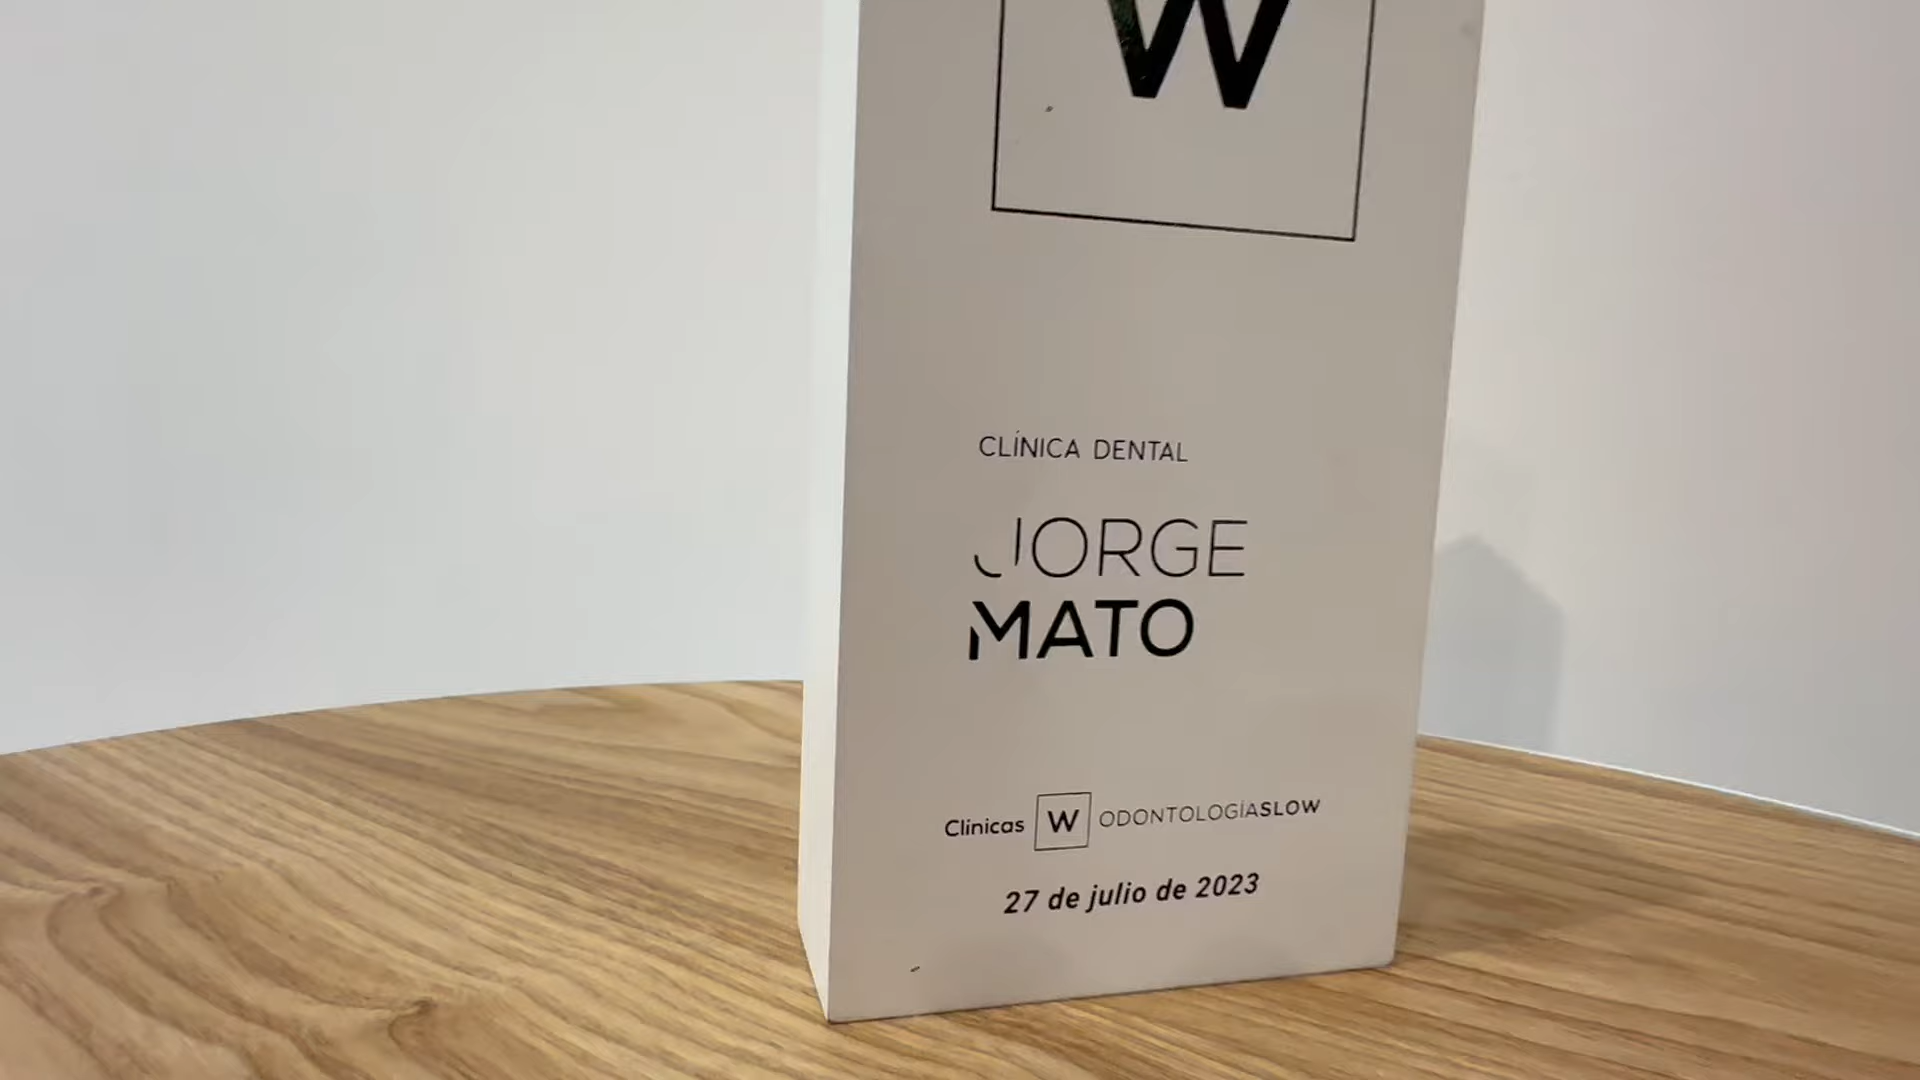 W
CLÍNICA DENTAL
JORGE
MATO
Clínicas W ODONTOLOGÍASLOW
27 de julio de 2023